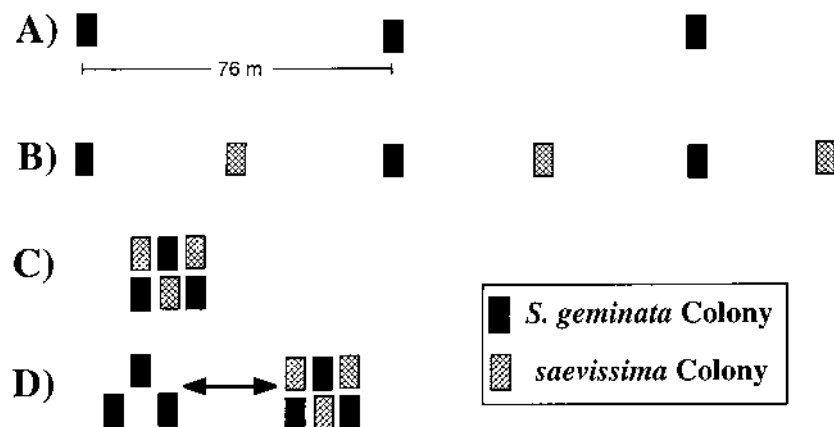 A)
76 m
B)
C)
S. geminata Colony
saevissima Colony
D)